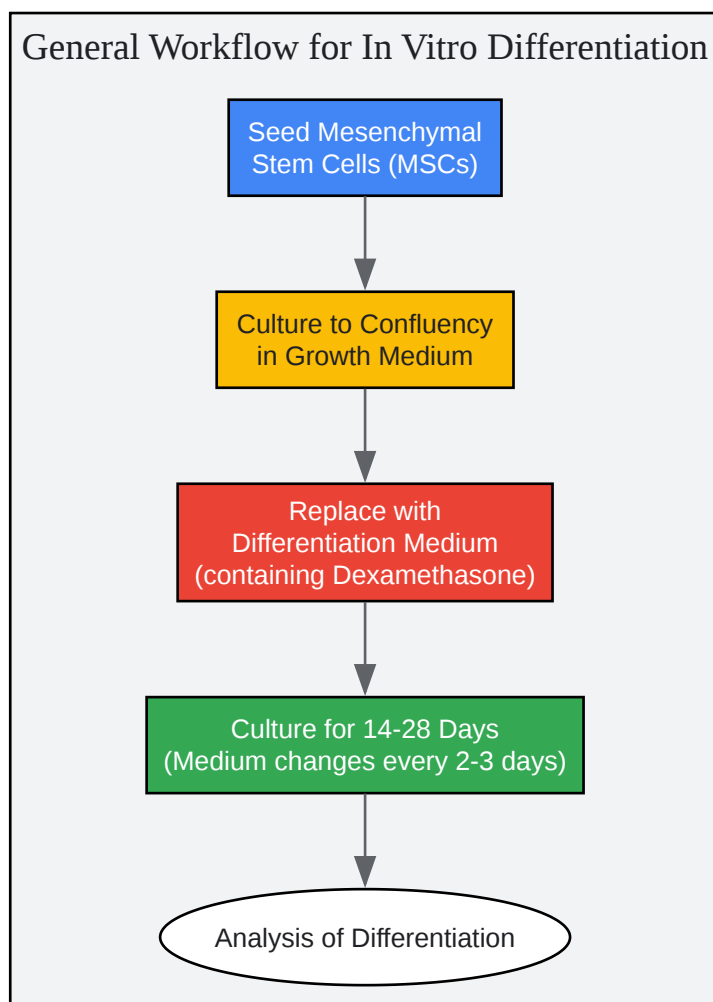 General Workflow for In Vitro Differentiation
Seed Mesenchymal
Stem Cells (MSCs)
Culture to Confluency
in Growth Medium
Replace with
Differentiation Medium
(containing Dexamethasone)
Culture for 14-28 Days
(Medium changes every 2-3 days)
Analysis of Differentiation